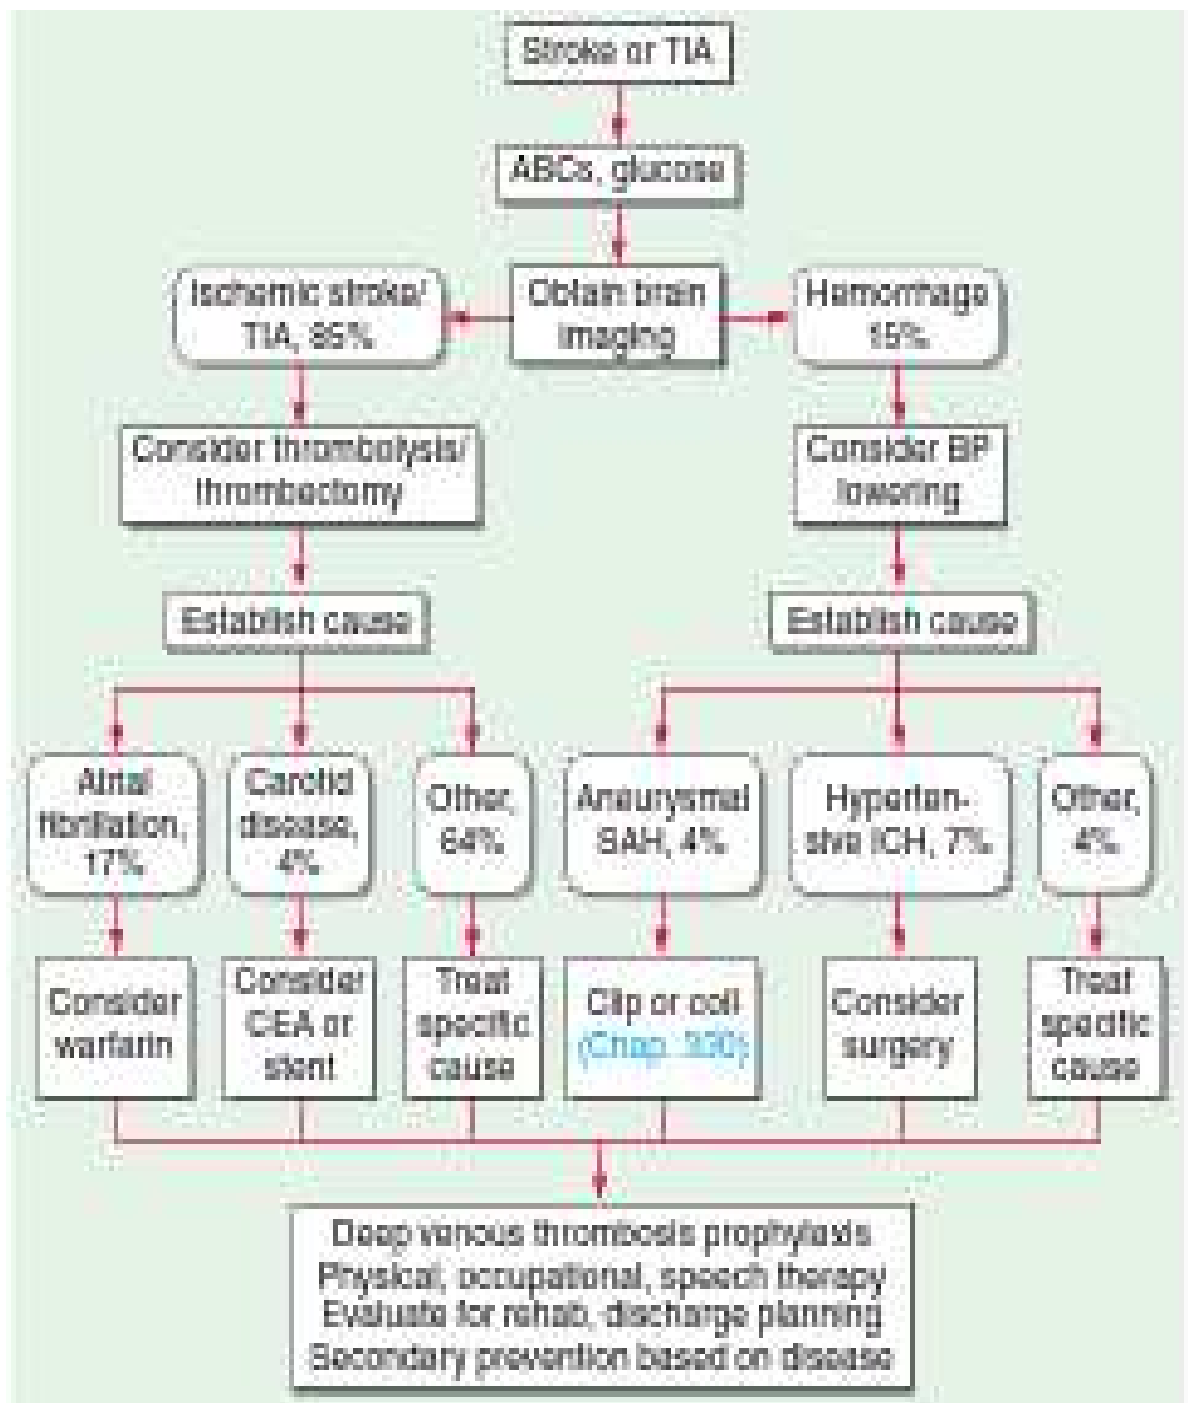 Stroke or TIA
ABCs, glucose
Ischemic stroke/
TIA, 85%
Obtain brain
imaging
Hemorrhage
15%
Consider thrombolysis/
thrombectomy
Consider BP
lowering
Establish cause
Establish cause
Atrial
fibrillation,
17%
Carotid
disease,
4%
Other,
64%
Aneurysmal
SAH, 4%
Hyperten-
sive ICH, 7%
Other,
4%
Consider
warfarin
Consider
CEA or
stent
Treat
specific
cause
Clip or coil
(Chap.
Consider
surgery
Treat
specific
cause
Deep venous thrombosis prophylaxis
Physical, occupational, speech therapy
Evaluate for rehab, discharge planning
Secondary prevention based on disease